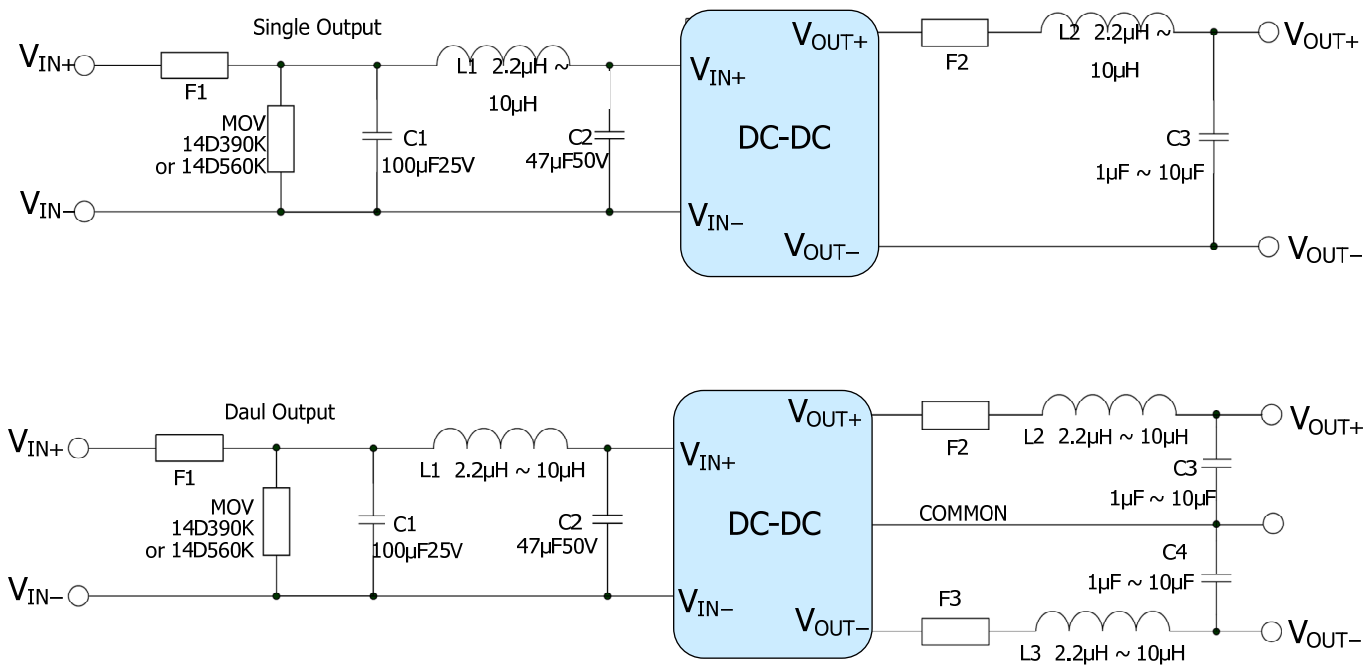 Single Output
VIN+
F1
MOV
14D390K
or 14D560K
C1
100µF25V
L1 2.2µH ~
10µH
C2
47µF50V
VIN−
VIN+
DC-DC
VIN−
VOUT+
VOUT−
F2
L2 2.2µH ~
10µH
C3
1µF ~ 10µF
VOUT+
VOUT−
Daul Output
VIN+
F1
MOV
14D390K
or 14D560K
C1
100µF25V
L1 2.2µH ~ 10µH
C2
47µF50V
VIN−
VIN+
DC-DC
VIN−
VOUT+
VOUT−
F2
L2 2.2µH ~ 10µH
C3
1µF ~ 10µF
COMMON
C4
1µF ~ 10µF
F3
L3 2.2µH ~ 10µH
VOUT+
VOUT−